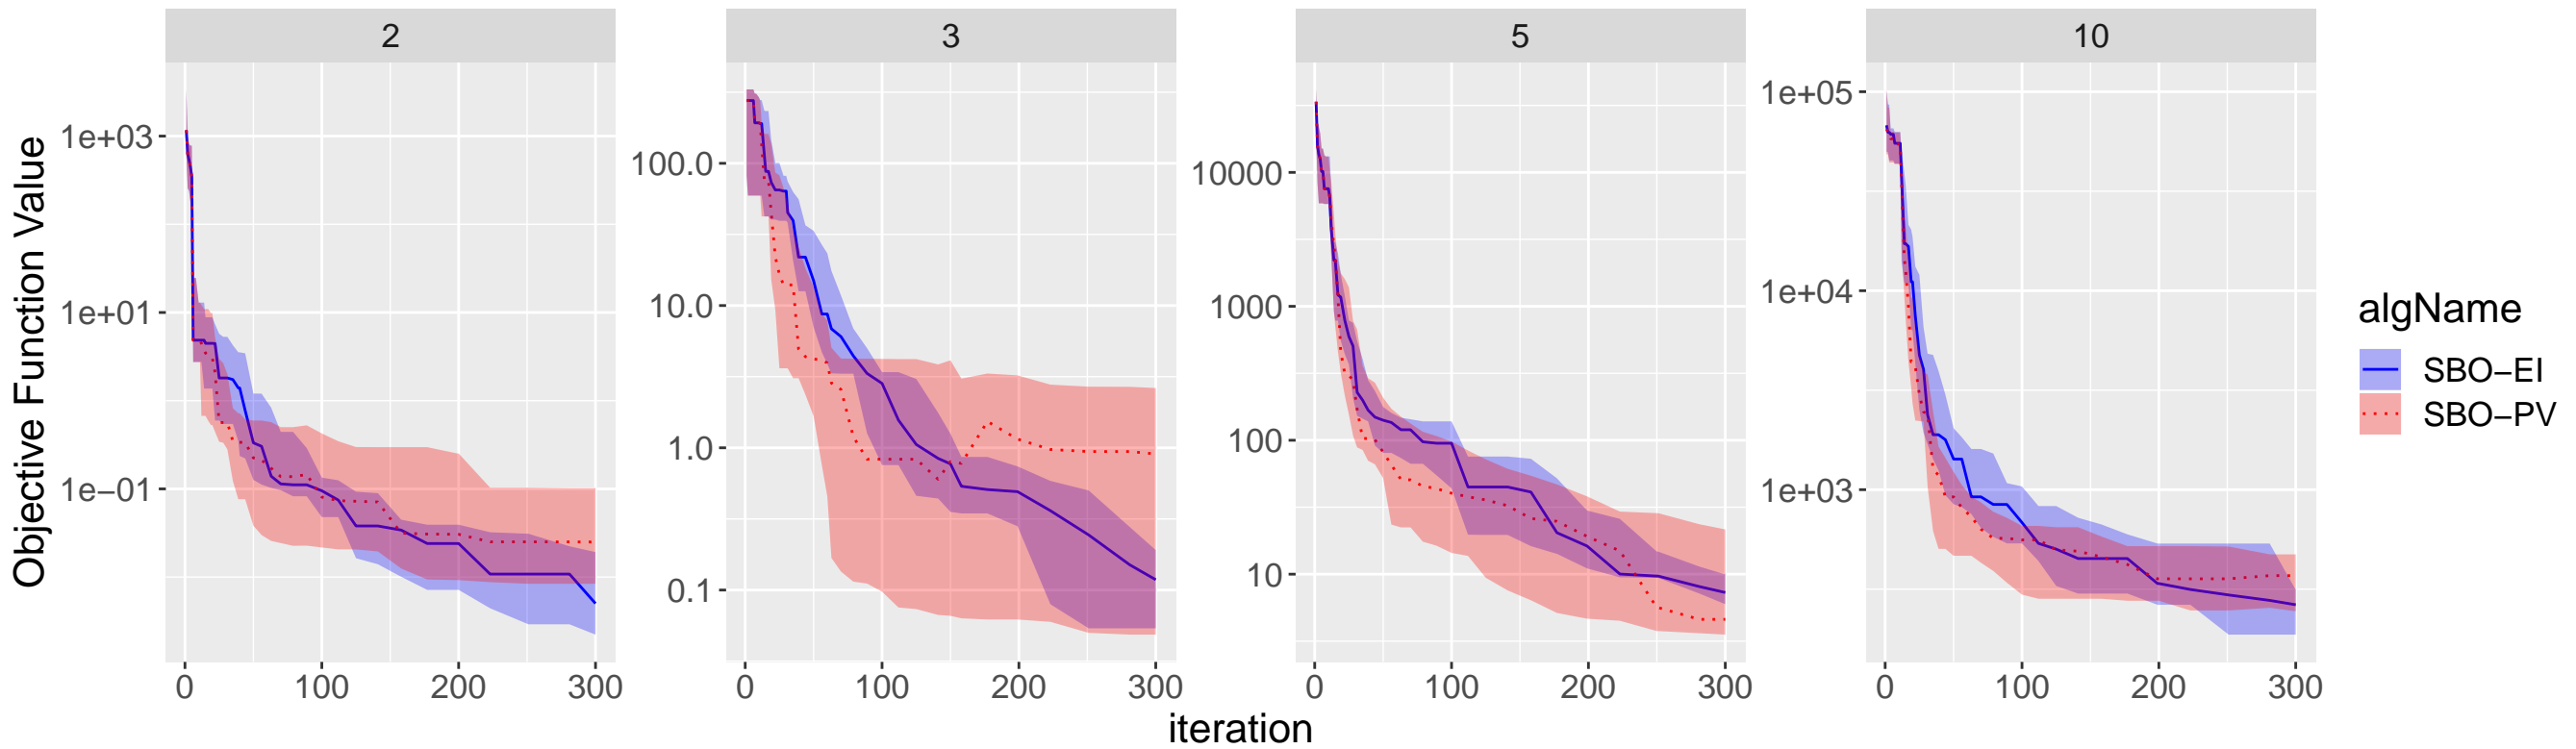 2
3
5
10
Objective Function Value
1e+03
1e+01
1e−01
100.0
10.0
1.0
0.1
10000
1000
100
10
1e+05
1e+04
1e+03
0 100 200 300
0 100 200 300
0 100 200 300
0 100 200 300
iteration
algName
SBO−EI
SBO−PV